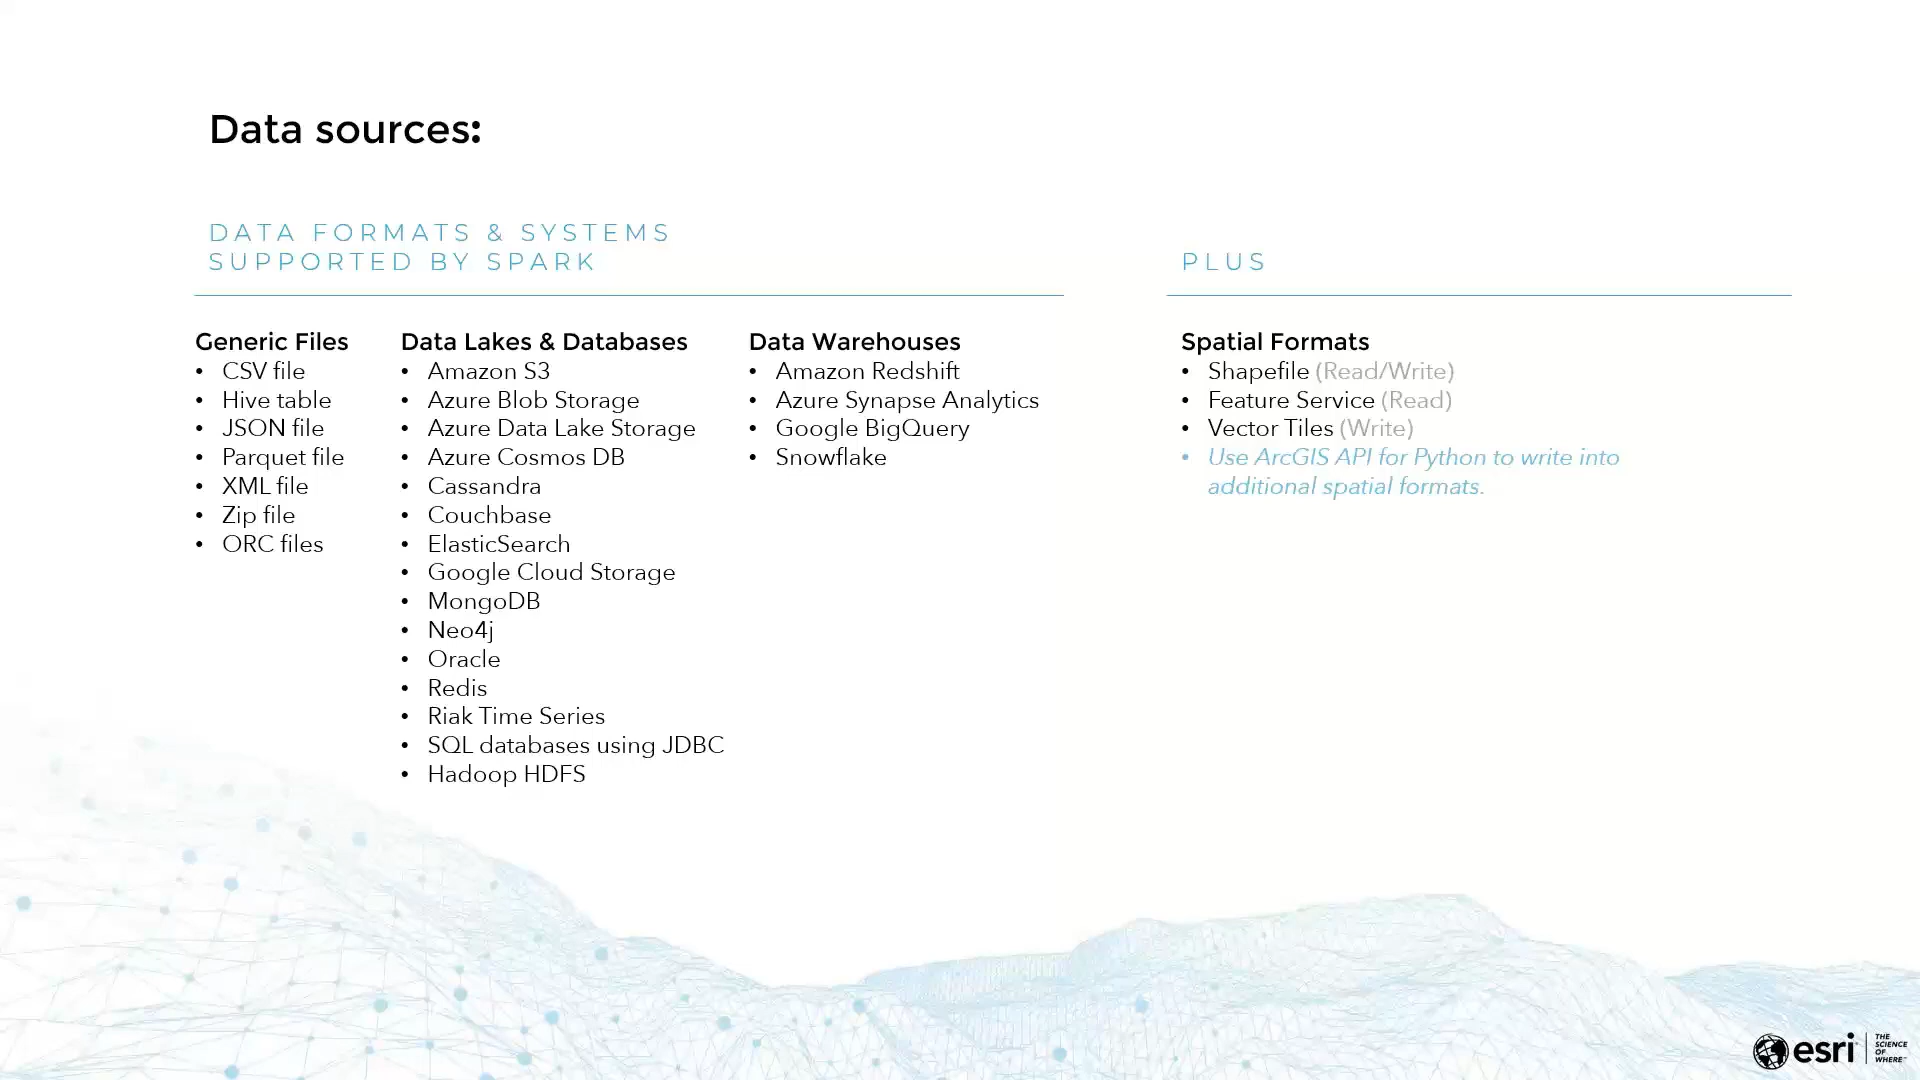 Data sources:
DATA FORMATS & SYSTEMS
SUPPORTED BY SPARK
Generic Files
• CSV file
• Hive table
• JSON file
• Parquet file
• XML file
• Zip file
• ORC files
Data Lakes & Databases
• Amazon S3
• Azure Blob Storage
• Azure Data Lake Storage
• Azure Cosmos DB
• Cassandra
• Couchbase
• ElasticSearch
• Google Cloud Storage
• MongoDB
• Neo4j
• Oracle
• Redis
• Riak Time Series
• SQL databases using JDBC
• Hadoop HDFS
Data Warehouses
• Amazon Redshift
• Azure Synapse Analytics
• Google BigQuery
• Snowflake
PLUS
Spatial Formats
• Shapefile (Read/Write)
• Feature Service (Read)
• Vector Tiles (Write)
• Use ArcGIS API for Python to write into
additional spatial formats.
esri
THE
SCIENCE
OF
WHERE™